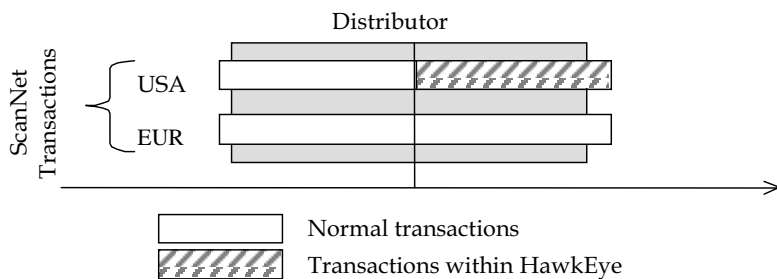 Distributor
ScanNet
Transactions
USA
EUR
Normal transactions
Transactions within HawkEye